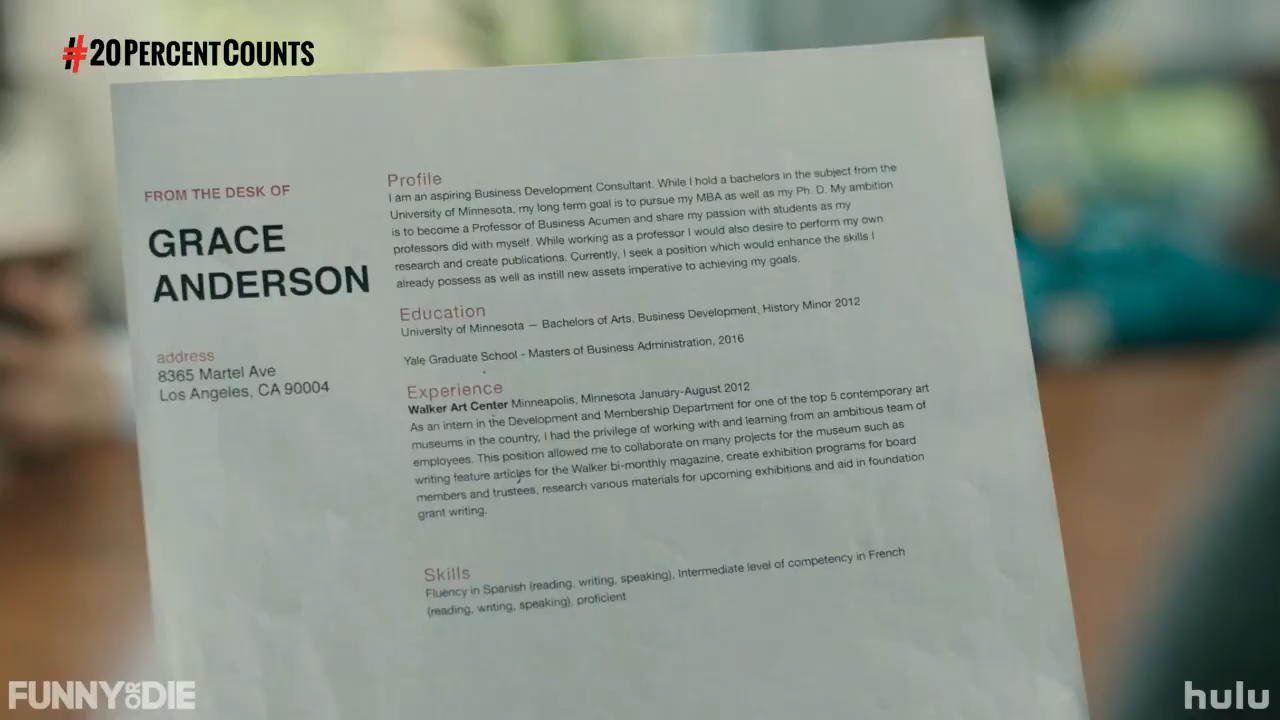 #20PERCENTCOUNTS
FROM THE DESK OF
GRACE
ANDERSON
address
8365 Martel Ave
Los Angeles, CA 90004
Profile
I am an aspiring Business Development Consultant. While I hold a bachelors in the subject from the
University of Minnesota, my long term goal is to pursue my MBA as well as my Ph. D. My ambition
is to become a Professor of Business Acumen and share my passion with students as my
professors did with myself. While working as a professor I would also desire to perform my own
research and create publications. Currently, I seek a position which would enhance the skills I
already possess as well as instill new assets imperative to achieving my goals.
Education
University of Minnesota — Bachelors of Arts, Business Development, History Minor 2012
Yale Graduate School - Masters of Business Administration, 2016
Experience
Walker Art Center Minneapolis, Minnesota January-August 2012
As an intern in the Development and Membership Department for one of the top 5 contemporary art
museums in the country, I had the privilege of working with and learning from an ambitious team of
employees. This position allowed me to collaborate on many projects for the museum such as
writing feature articles for the Walker bi-monthly magazine, create exhibition programs for board
members and trustees, research various materials for upcoming exhibitions and aid in foundation
grant writing.
Skills
Fluency in Spanish (reading, writing, speaking), Intermediate level of competency in French
(reading, writing, speaking), proficient
FUNNY OR DIE
hulu